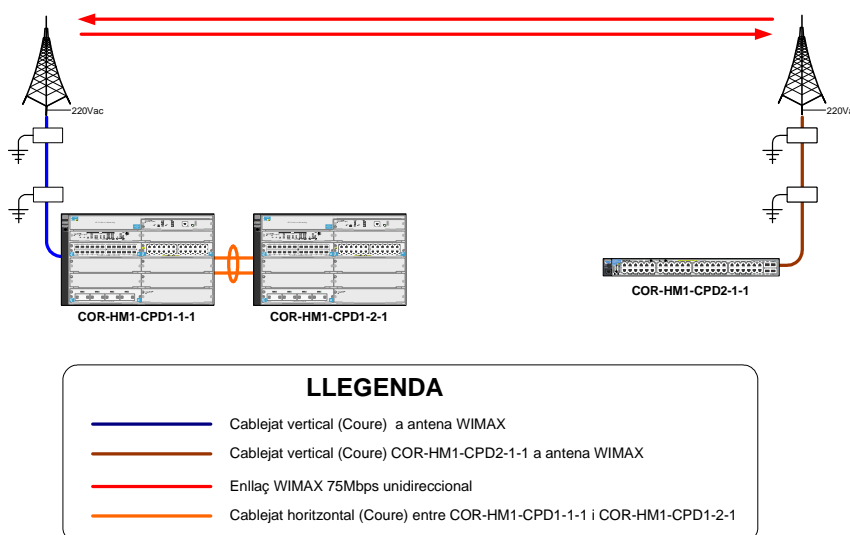 220Vac
220Va
COR-HM1-CPD1-1-1
COR-HM1-CPD1-2-1
COR-HM1-CPD2-1-1
LLEGENDA
Cablejat vertical (Coure) a antena WIMAX
Cablejat vertical (Coure) COR-HM1-CPD2-1-1 a antena WIMAX
Enllaç WIMAX 75Mbps unidireccional
Cablejat horitzontal (Coure) entre COR-HM1-CPD1-1-1 i COR-HM1-CPD1-2-1